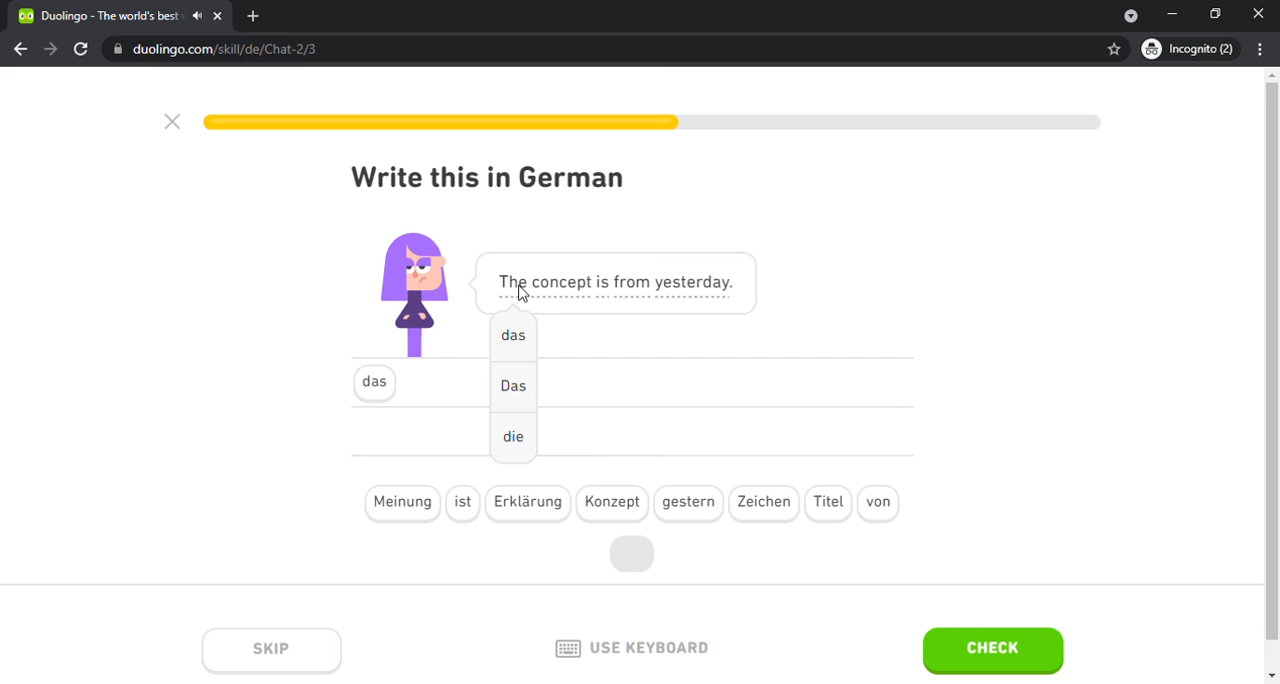 Duolingo - The world's best
duolingo.com/skill/de/Chat-2/3
Incognito (2)
Write this in German
The concept is from yesterday.
das
Das
die
das
Meinung ist Erklärung Konzept gestern Zeichen Titel von
SKIP
USE KEYBOARD
CHECK